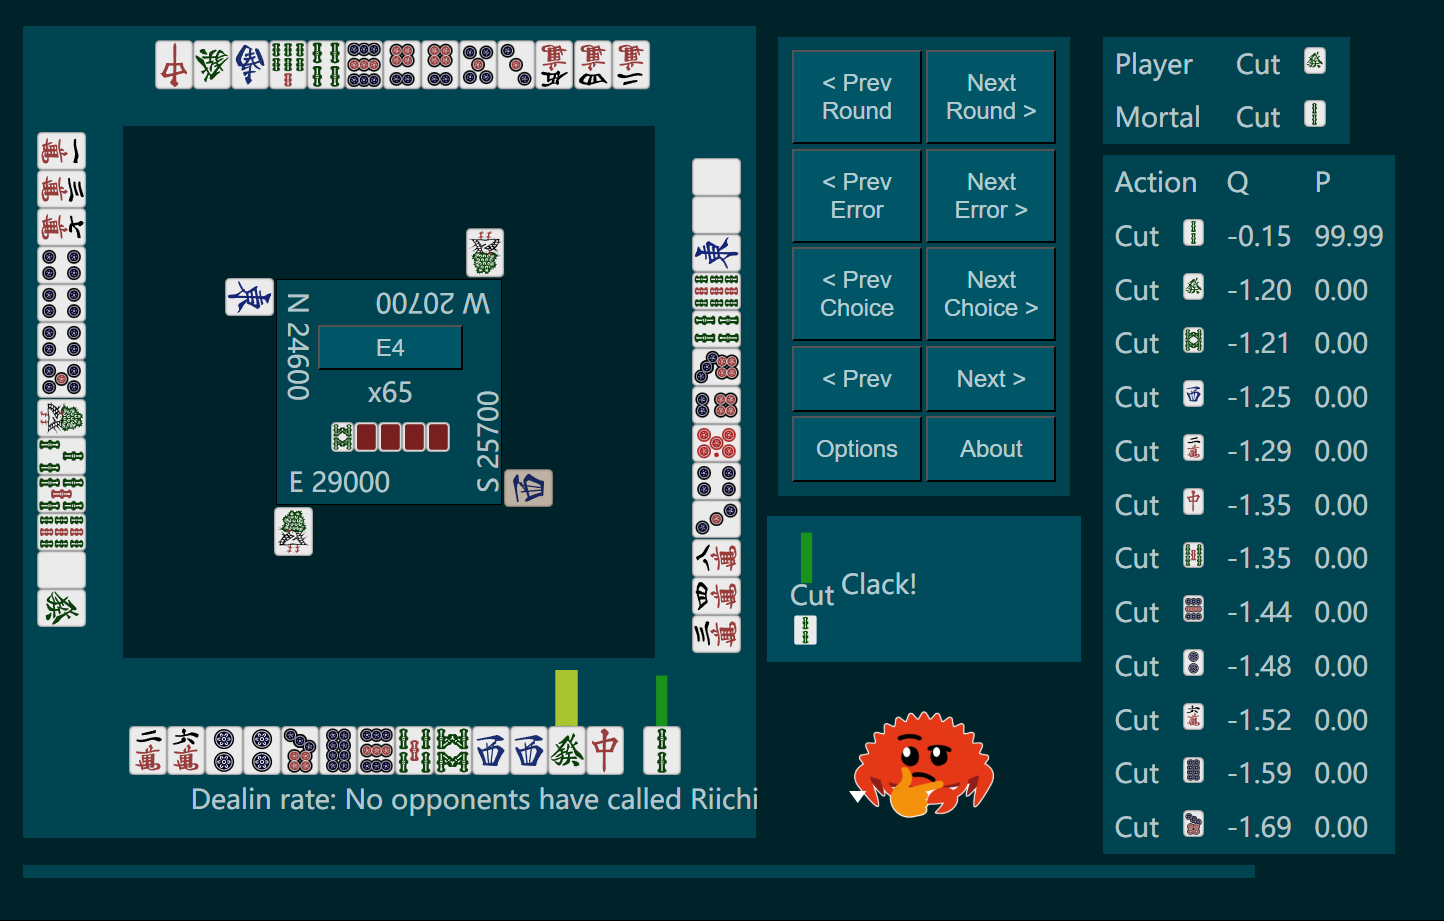 N 24600
W 20700
E4
x65
S 25700
E 29000
Dealin rate: No opponents have called Riichi
< Prev
Round
Next
Round >
< Prev
Error
Next
Error >
< Prev
Choice
Next
Choice >
< Prev
Next >
Options
About
Cut
Clack!
Player Cut
Mortal Cut
Action Q P
Cut -0.15 99.99
Cut -1.20 0.00
Cut -1.21 0.00
Cut -1.25 0.00
Cut -1.29 0.00
Cut -1.35 0.00
Cut -1.35 0.00
Cut -1.44 0.00
Cut -1.48 0.00
Cut -1.52 0.00
Cut -1.59 0.00
Cut -1.69 0.00